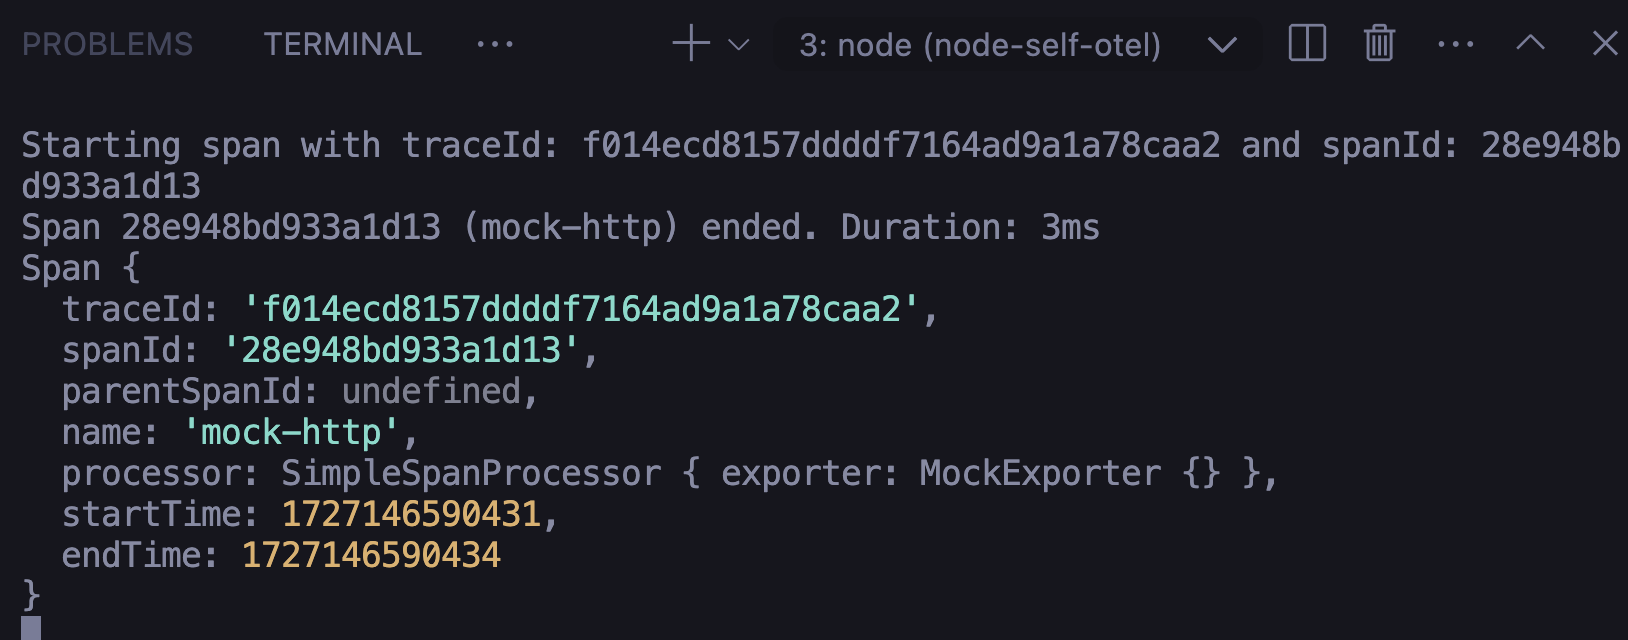 PROBLEMS TERMINAL ··· 3: node (node-self-otel) ···
Starting span with traceId: f014ecd8157ddddf7164ad9a1a78caa2 and spanId: 28e948b
d933a1d13
Span 28e948bd933a1d13 (mock-http) ended. Duration: 3ms
Span {
  traceId: 'f014ecd8157ddddf7164ad9a1a78caa2',
  spanId: '28e948bd933a1d13',
  parentSpanId: undefined,
  name: 'mock-http',
  processor: SimpleSpanProcessor { exporter: MockExporter {} },
  startTime: 1727146590431,
  endTime: 1727146590434
}